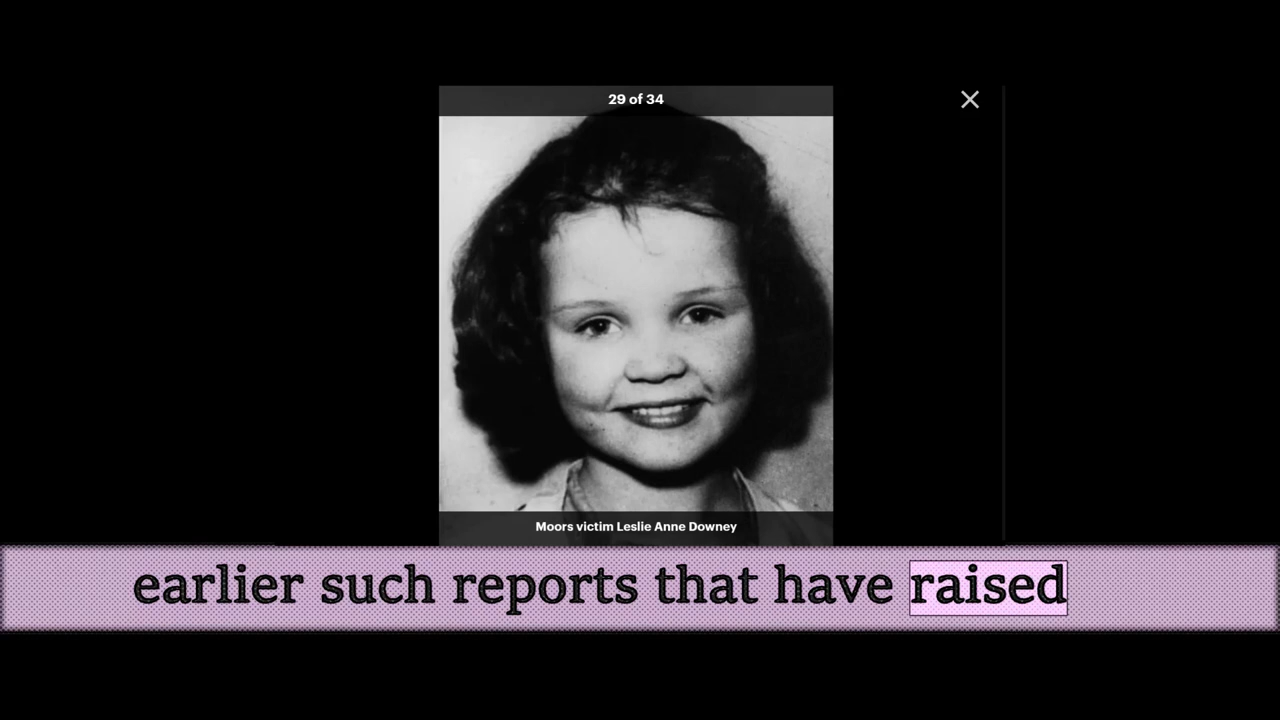 29 of 34
Moors victim Leslie Anne Downey
earlier such reports that have raised